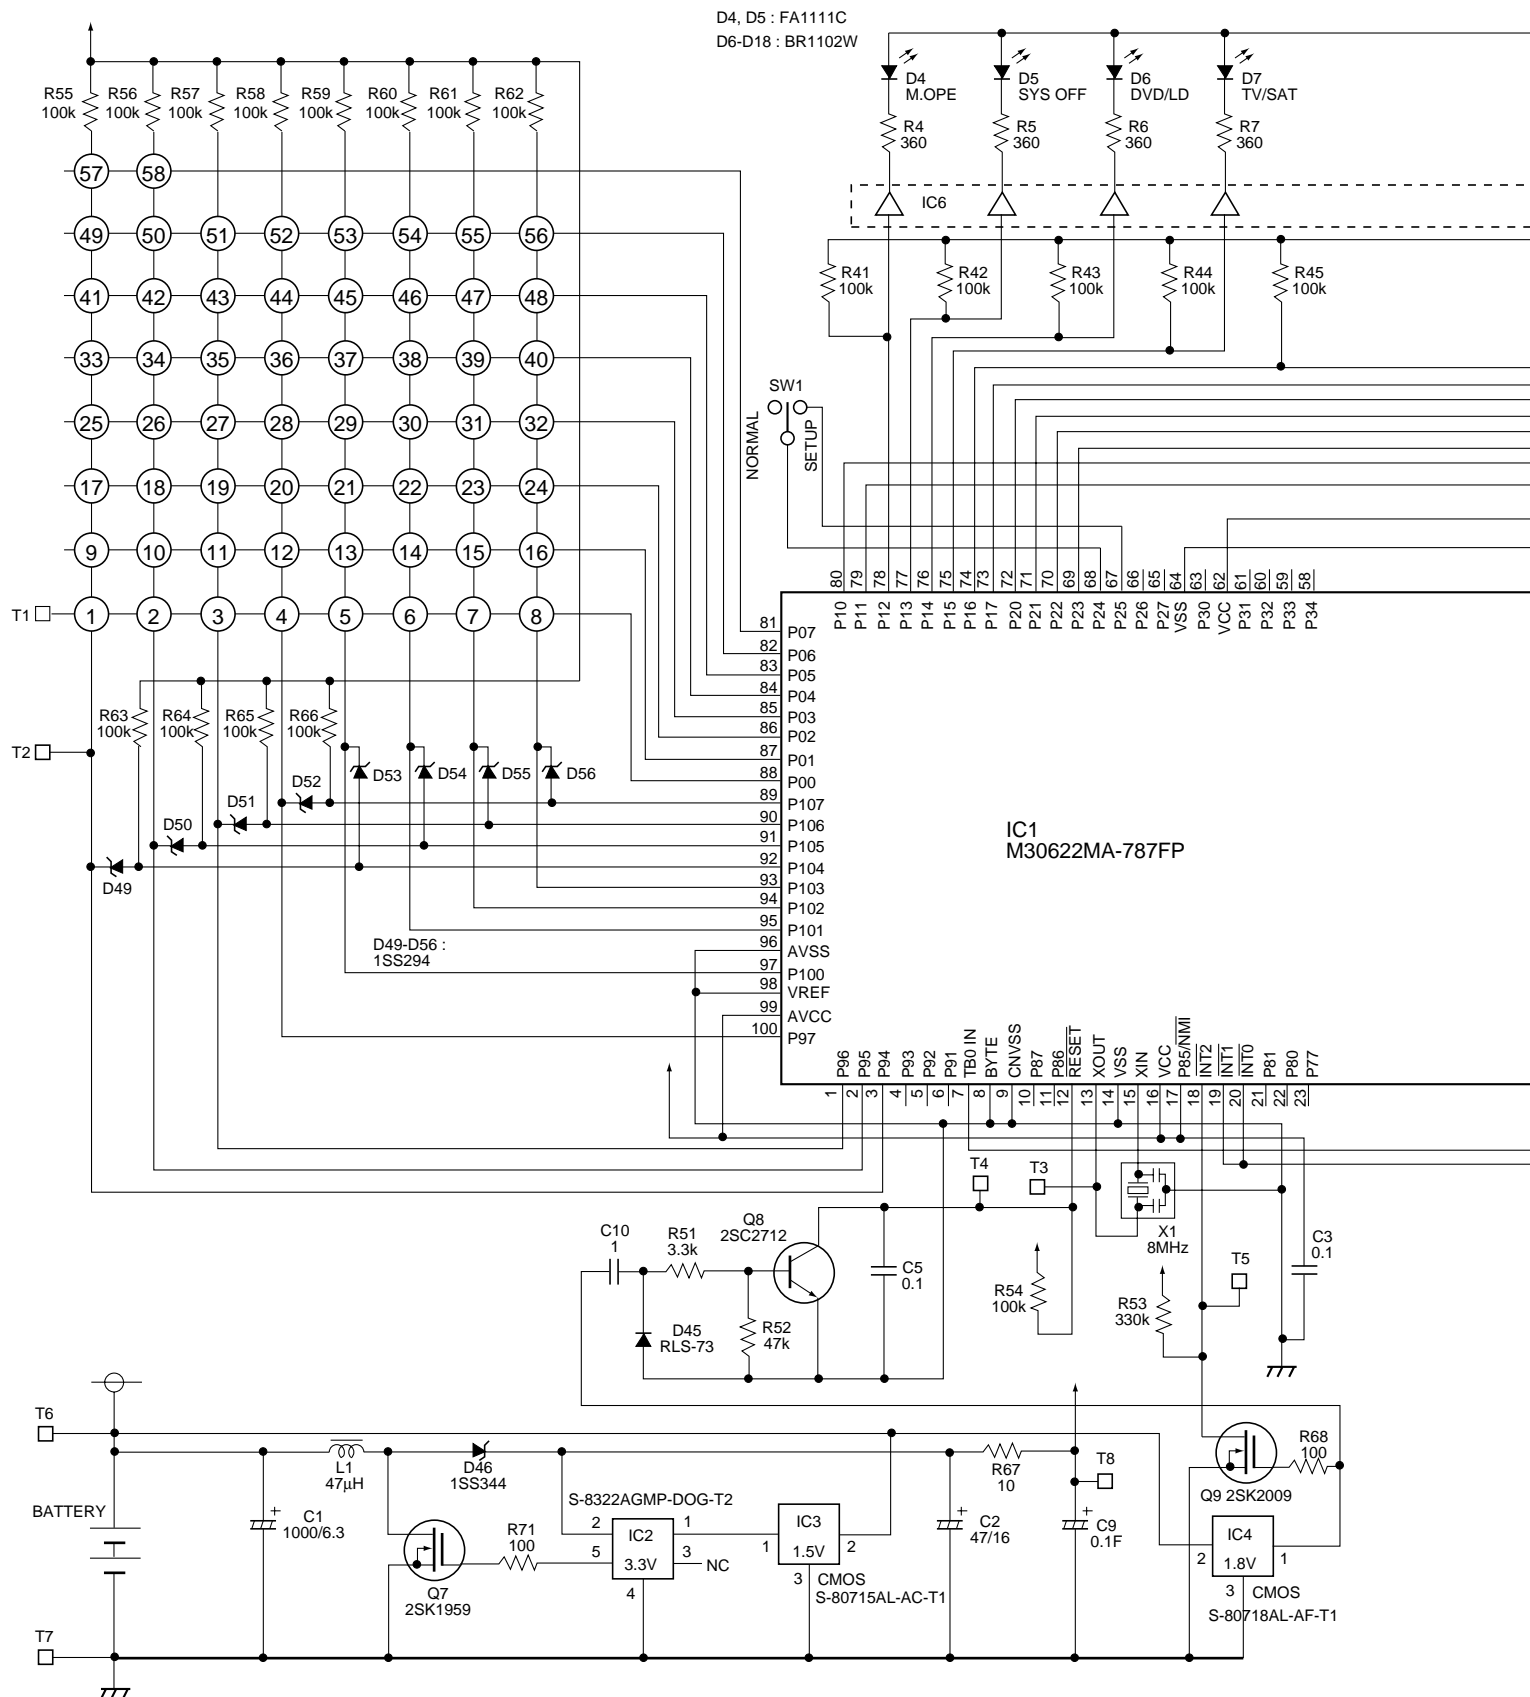 D4, D5 : FA1111C
D6-D18 : BR1102W
R55 100k
R56 100k
R57 100k
R58 100k
R59 100k
R60 100k
R61 100k
R62 100k
D4 M.OPE
D5 SYS OFF
D6 DVD/LD
D7 TV/SAT
R4 360
R5 360
R6 360
R7 360
IC6
57 58
49 50 51 52 53 54 55 56
41 42 43 44 45 46 47 48
33 34 35 36 37 38 39 40
25 26 27 28 29 30 31 32
17 18 19 20 21 22 23 24
9 10 11 12 13 14 15 16
T1 1 2 3 4 5 6 7 8
R41 100k
R42 100k
R43 100k
R44 100k
R45 100k
SW1
NORMAL
SETUP
80 79 78 77 76 75 74 73 72 71 70 69 68 67 66 65 64 63 62 61 60 59 58
P10 P11 P12 P13 P14 P15 P16 P17 P20 P21 P22 P23 P24 P25 P26 P27 VSS P30 VCC P31 P32 P33 P34
81 P07
82 P06
83 P05
84 P04
85 P03
86 P02
87 P01
88 P00
89 P107
90 P106
91 P105
92 P104
93 P103
94 P102
95 P101
96 AVSS
97 P100
98 VREF
99 AVCC
100 P97
R63 100k
R64 100k
R65 100k
R66 100k
T2
D53
D54
D55
D56
D52
D51
D50
D49
D49-D56 :
1SS294
IC1
M30622MA-787FP
P96 P95 P94 P93 P92 P91 TB0 IN BYTE CNVSS P87 P86 RESET XOUT VSS XIN VCC P85/NMI INT2 INT1 INT0 P81 P80 P77
1 2 3 4 5 6 7 8 9 10 11 12 13 14 15 16 17 18 19 20 21 22 23
T4
T3
X1
8MHz
C10
1
R51
3.3k
Q8
2SC2712
C5
0.1
R54
100k
R53
330k
T5
C3
0.1
D45
RLS-73
R52
47k
T6
L1
47µH
D46
1SS344
R67
10
T8
R68
100
Q9 2SK2009
BATTERY
C1
1000/6.3
S-8322AGMP-DOG-T2
R71
100
Q7
2SK1959
2 IC2 1
5 3.3V 3 NC
4
IC3
1 1.5V 2
3 CMOS
S-80715AL-AC-T1
C2
47/16
C9
0.1F
IC4
2 1.8V 1
3 CMOS
S-80718AL-AF-T1
T7